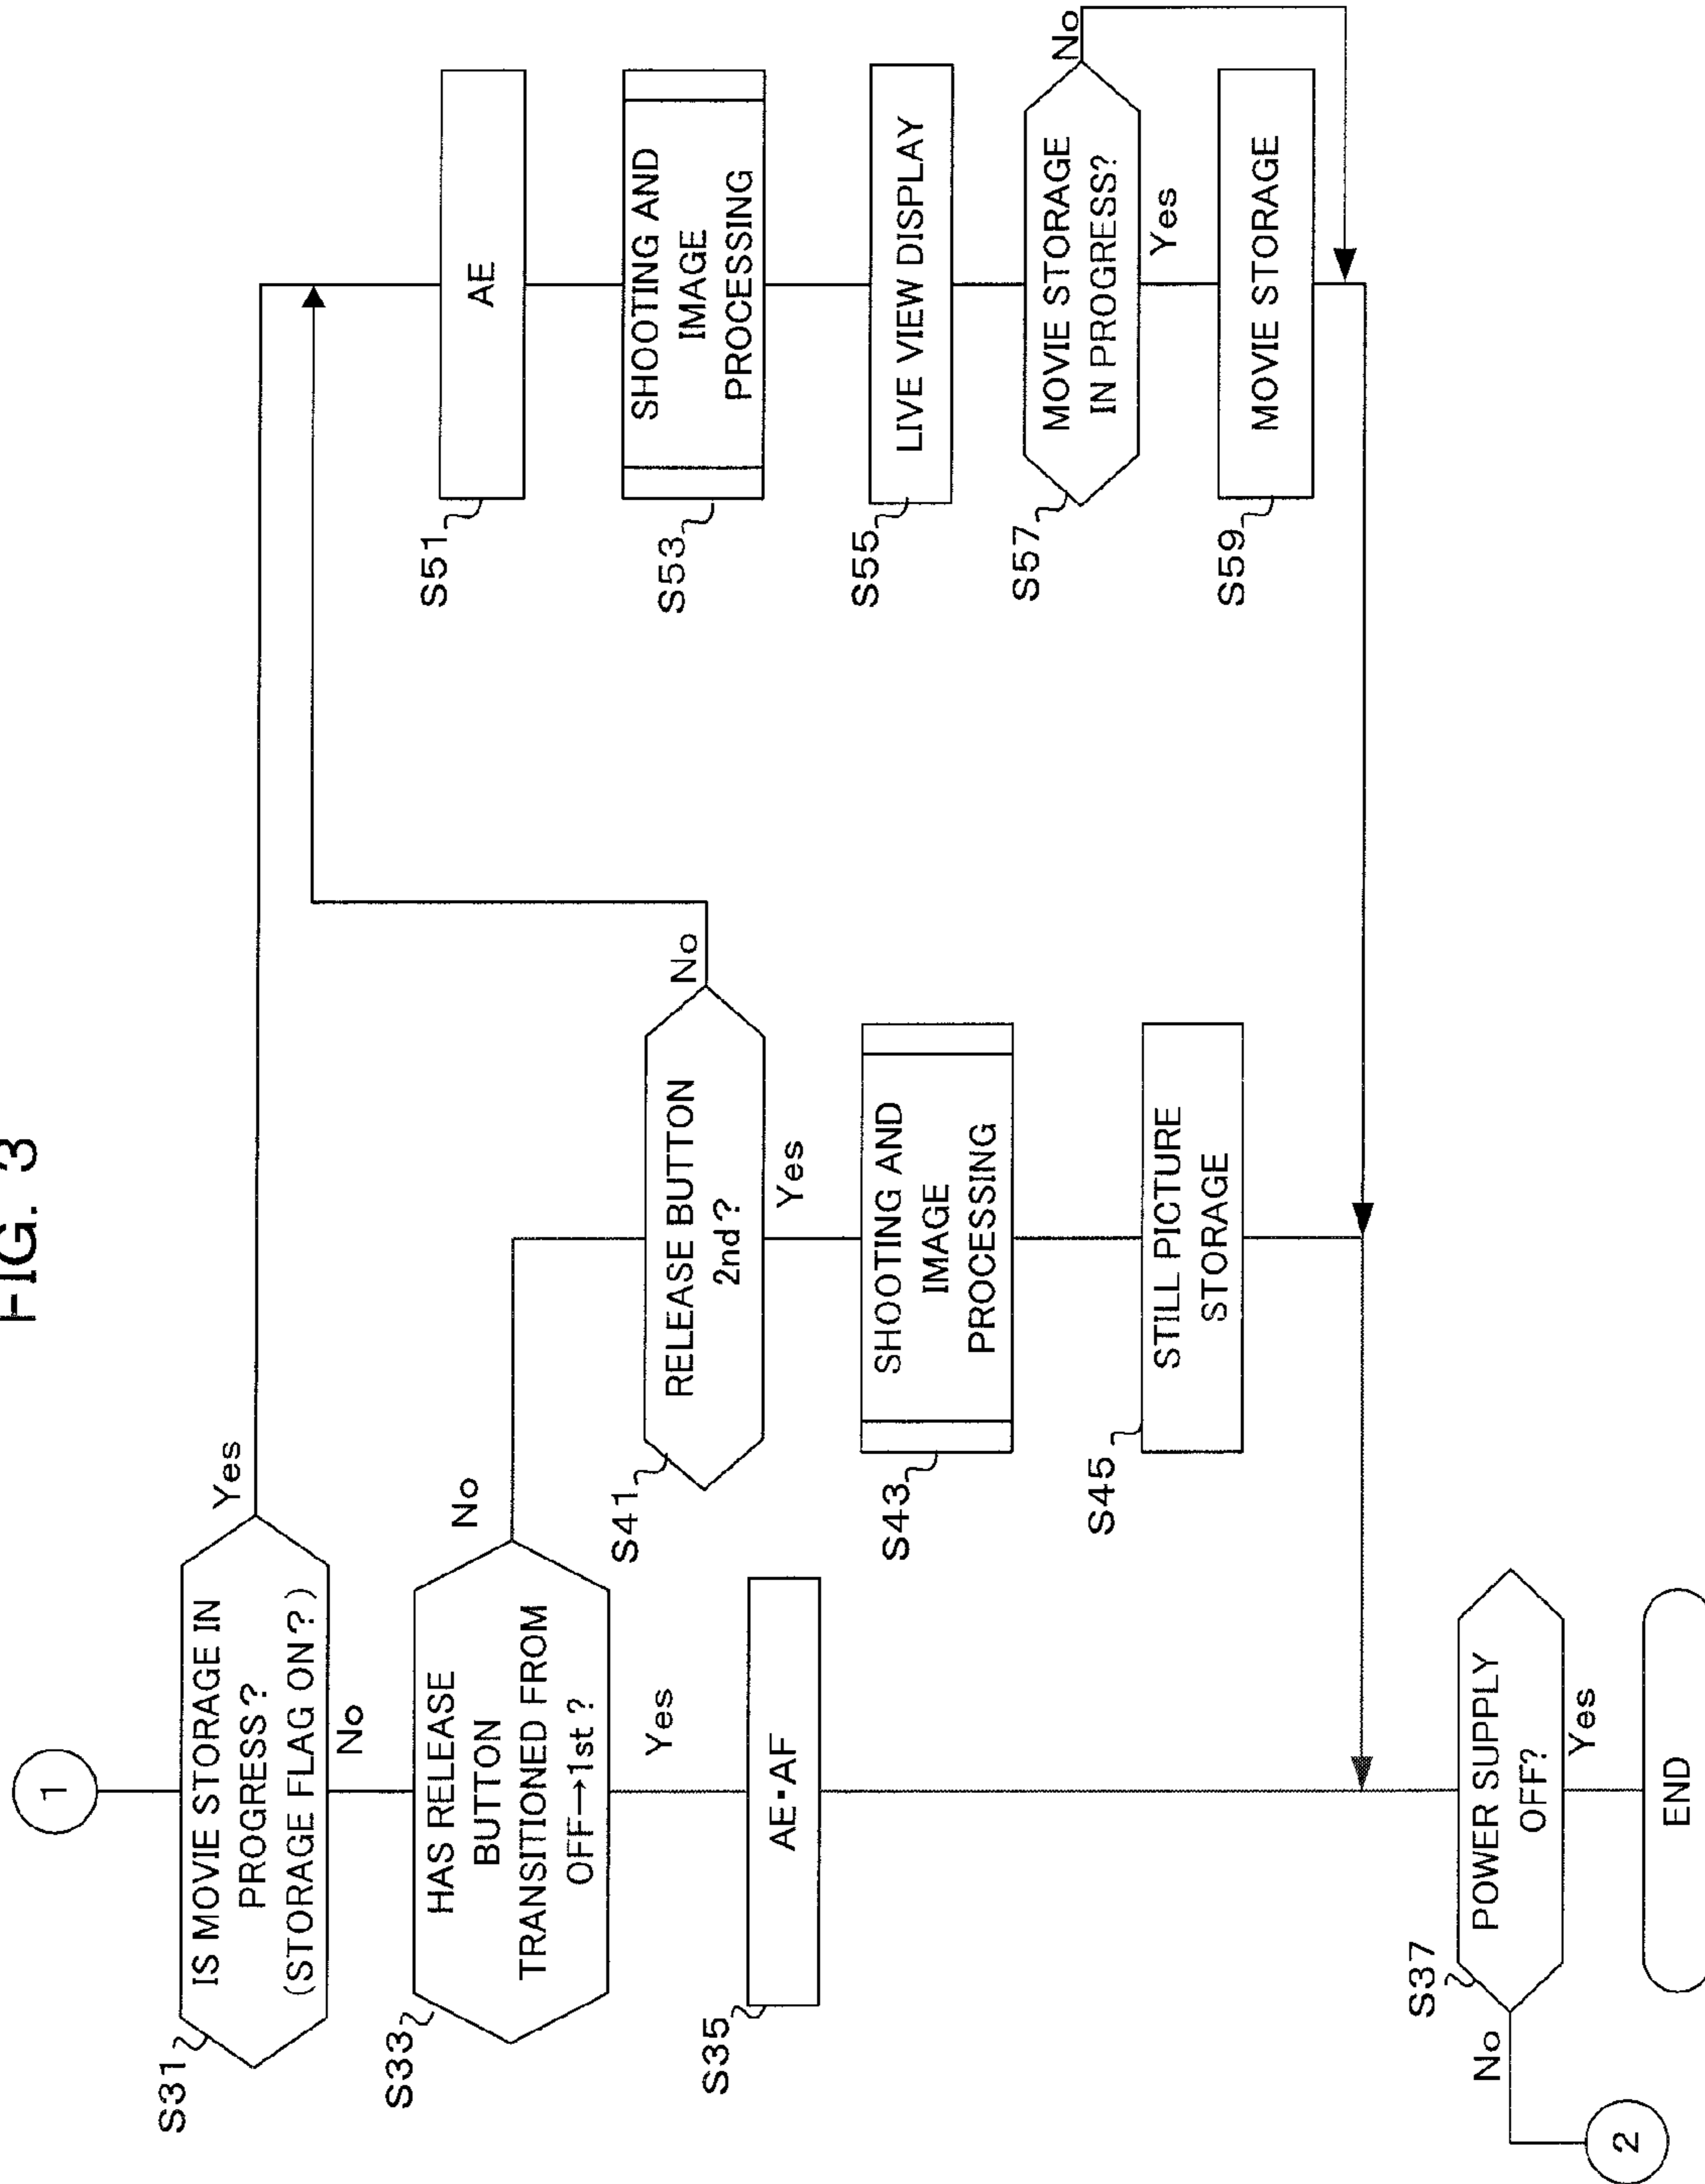 FIG. 3
1
S31
IS MOVIE STORAGE IN
PROGRESS?
(STORAGE FLAG ON?)
Yes
No
S33
HAS RELEASE
BUTTON
TRANSITIONED FROM
OFF→1st?
No
Yes
S35
AE·AF
S41
RELEASE BUTTON
2nd?
No
Yes
S43
SHOOTING AND
IMAGE
PROCESSING
S45
STILL PICTURE
STORAGE
S51
AE
S53
SHOOTING AND
IMAGE
PROCESSING
S55
LIVE VIEW DISPLAY
S57
MOVIE STORAGE
IN PROGRESS?
No
Yes
S59
MOVIE STORAGE
S37
POWER SUPPLY
OFF?
No
Yes
2
END